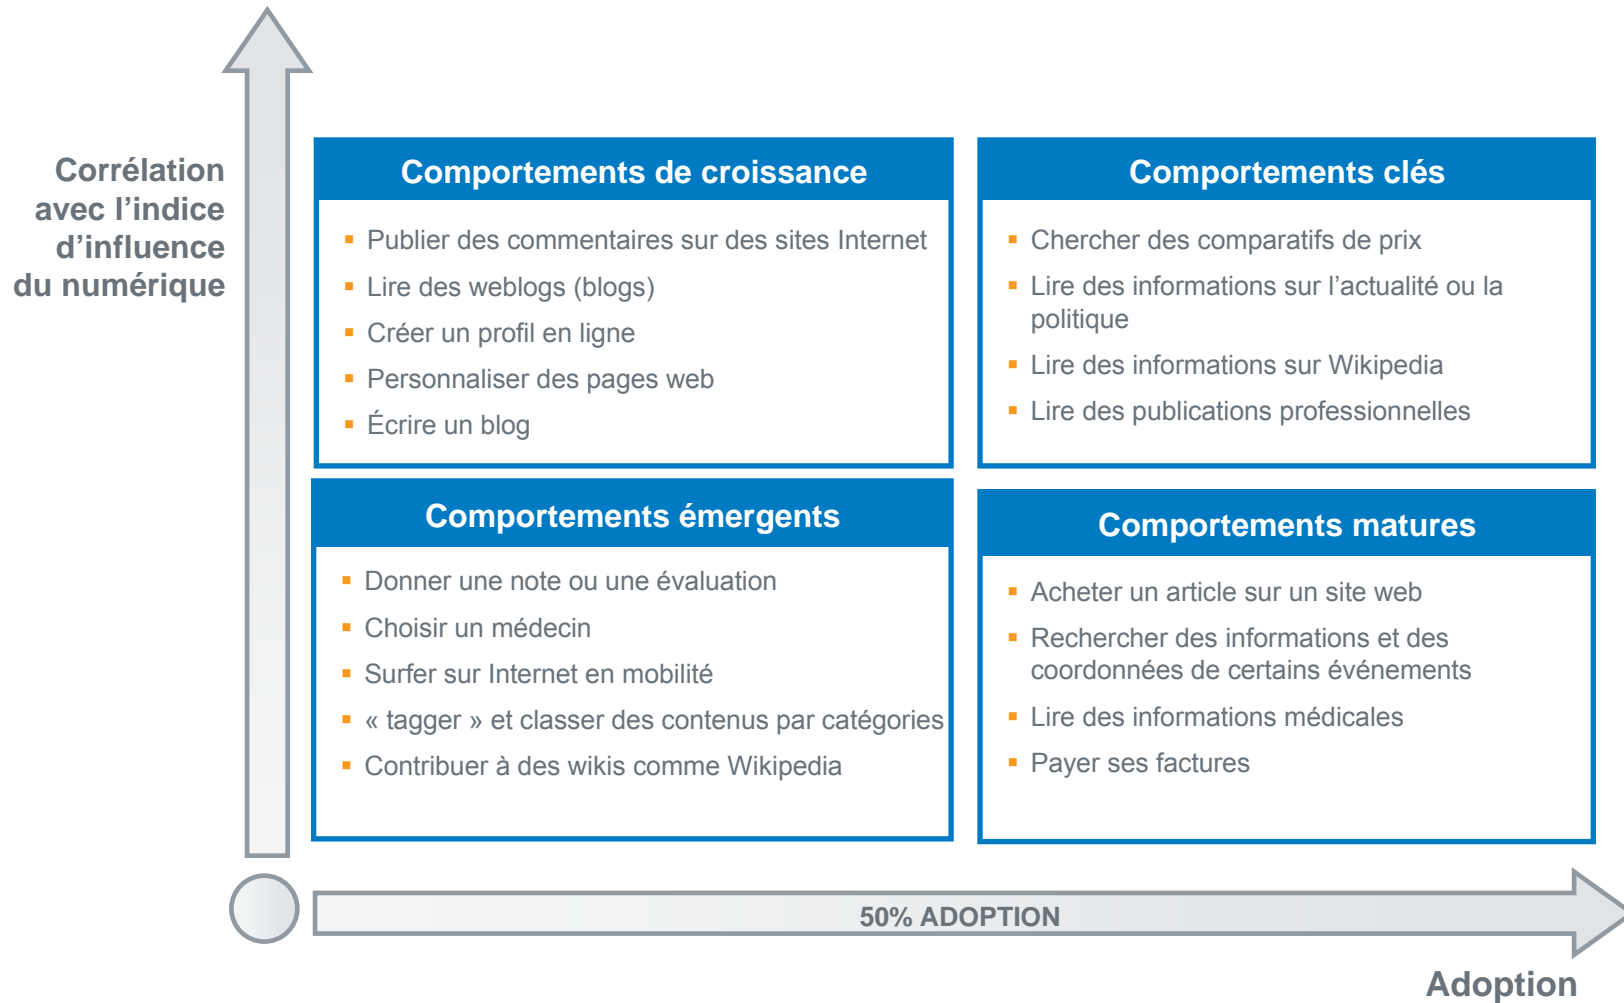 Corrélation
avec l’indice
d’influence
du numérique
Comportements de croissance
▪ Publier des commentaires sur des sites Internet
▪ Lire des weblogs (blogs)
▪ Créer un profil en ligne
▪ Personnaliser des pages web
▪ Écrire un blog
Comportements clés
▪ Chercher des comparatifs de prix
▪ Lire des informations sur l’actualité ou la
politique
▪ Lire des informations sur Wikipedia
▪ Lire des publications professionnelles
Comportements émergents
▪ Donner une note ou une évaluation
▪ Choisir un médecin
▪ Surfer sur Internet en mobilité
▪ « tagger » et classer des contenus par catégories
▪ Contribuer à des wikis comme Wikipedia
Comportements matures
▪ Acheter un article sur un site web
▪ Rechercher des informations et des
coordonnées de certains événements
▪ Lire des informations médicales
▪ Payer ses factures
50% ADOPTION
Adoption